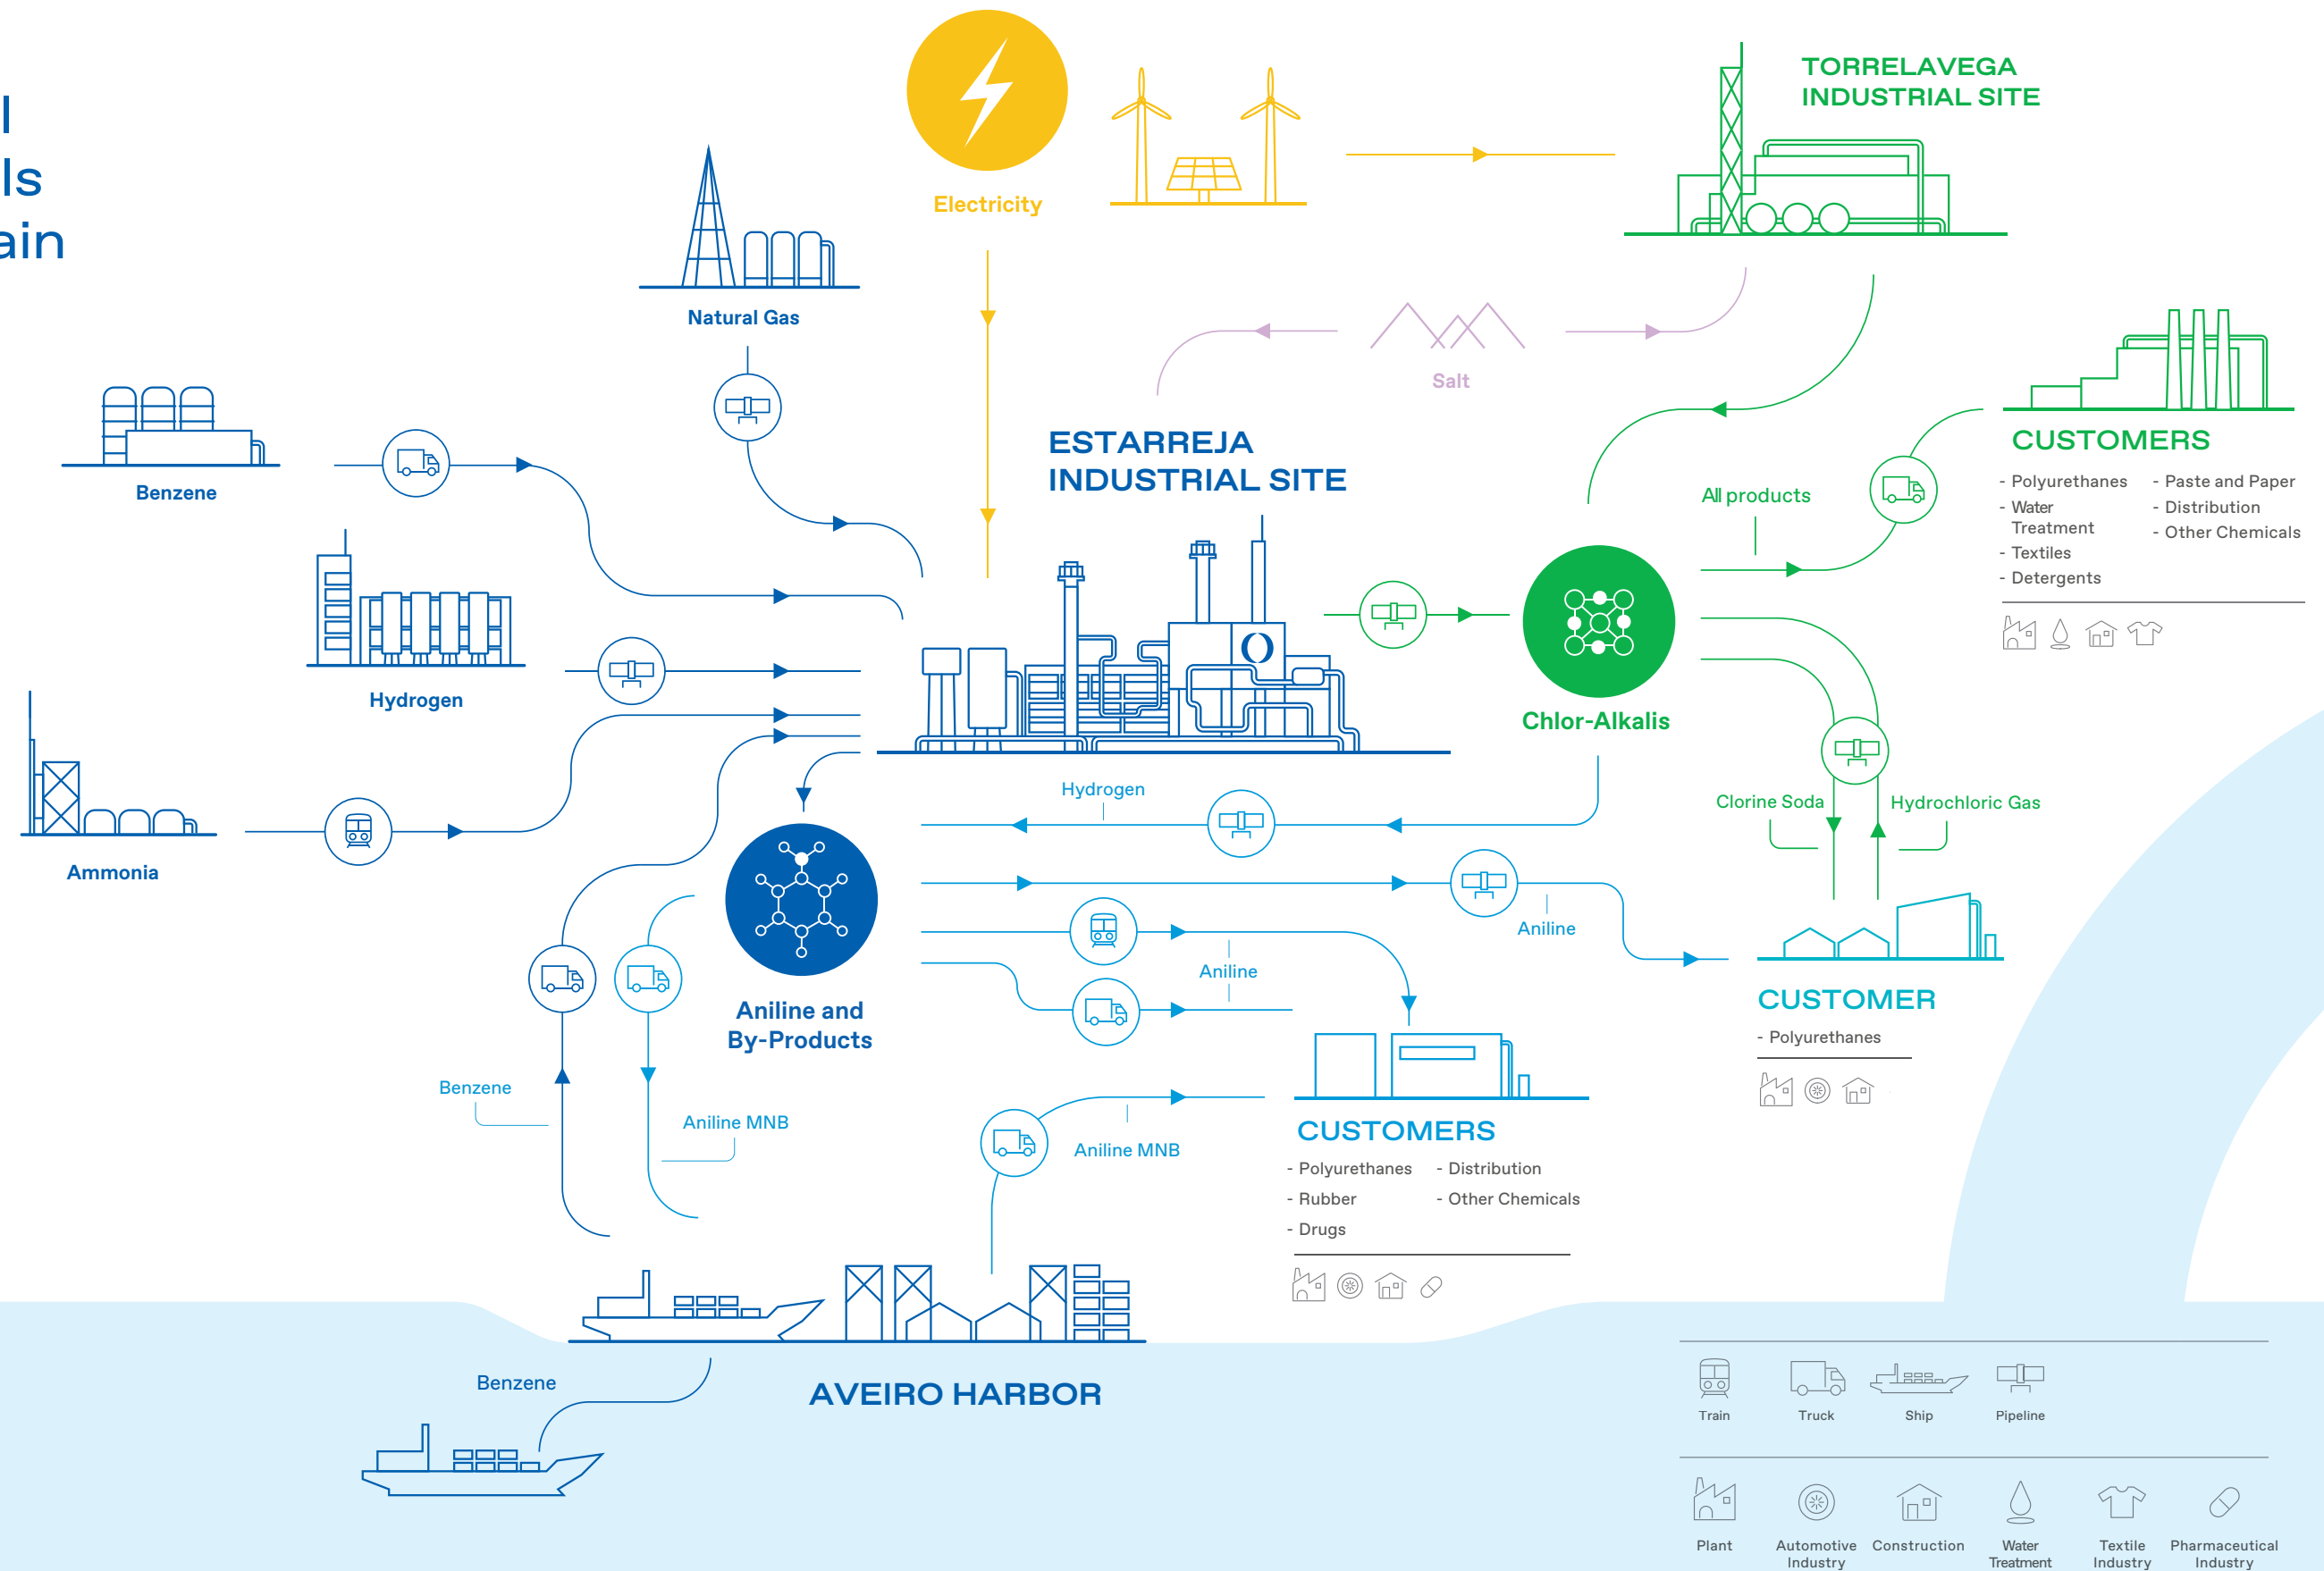 l
ls
ain
Electricity
TORRELAVEGA
INDUSTRIAL SITE
Natural Gas
Salt
Benzene
ESTARREJA
INDUSTRIAL SITE
CUSTOMERS
- Polyurethanes
- Water
Treatment
- Textiles
- Detergents
- Paste and Paper
- Distribution
- Other Chemicals
All products
Hydrogen
Chlor-Alkalis
Ammonia
Hydrogen
Clorine Soda
Hydrochloric Gas
Aniline
Aniline
Aniline and
By-Products
CUSTOMER
- Polyurethanes
Benzene
Aniline MNB
Aniline MNB
CUSTOMERS
- Polyurethanes
- Rubber
- Drugs
- Distribution
- Other Chemicals
Benzene
AVEIRO HARBOR
Train
Truck
Ship
Pipeline
Plant
Automotive
Industry
Construction
Water
Treatment
Textile
Industry
Pharmaceutical
Industry